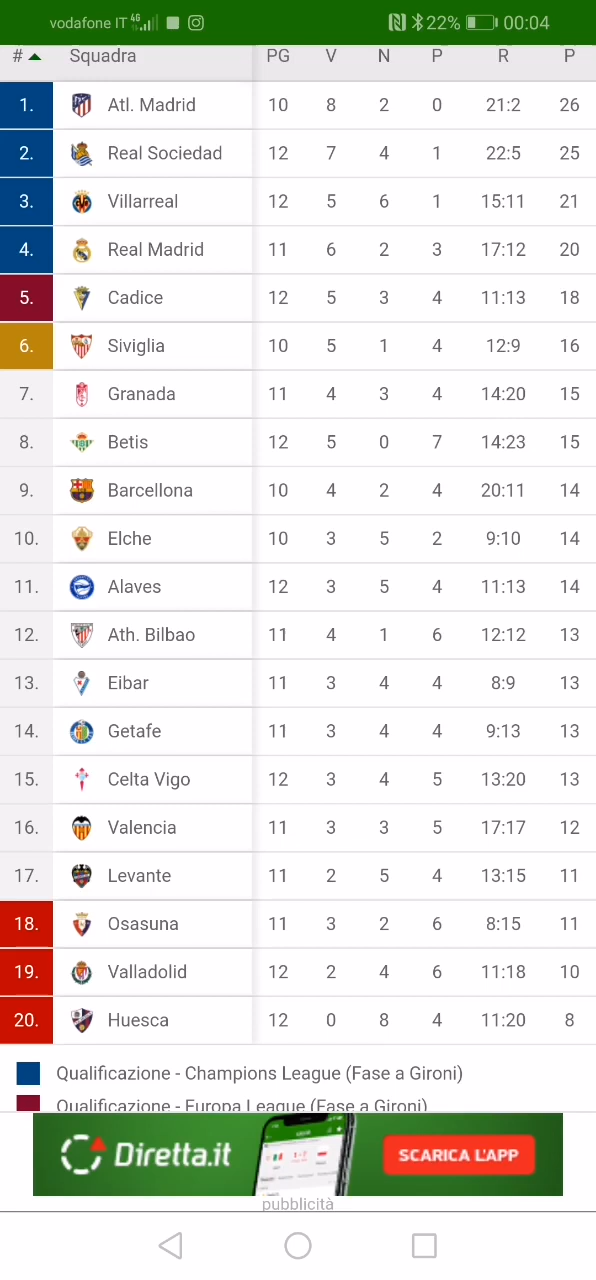 vodafone IT 4G 22% 00:04
# Squadra PG V N P R P
1. Atl. Madrid 10 8 2 0 21:2 26
2. Real Sociedad 12 7 4 1 22:5 25
3. Villarreal 12 5 6 1 15:11 21
4. Real Madrid 11 6 2 3 17:12 20
5. Cadice 12 5 3 4 11:13 18
6. Siviglia 10 5 1 4 12:9 16
7. Granada 11 4 3 4 14:20 15
8. Betis 12 5 0 7 14:23 15
9. Barcellona 10 4 2 4 20:11 14
10. Elche 10 3 5 2 9:10 14
11. Alaves 12 3 5 4 11:13 14
12. Ath. Bilbao 11 4 1 6 12:12 13
13. Eibar 11 3 4 4 8:9 13
14. Getafe 11 3 4 4 9:13 13
15. Celta Vigo 12 3 4 5 13:20 13
16. Valencia 11 3 3 5 17:17 12
17. Levante 11 2 5 4 13:15 11
18. Osasuna 11 3 2 6 8:15 11
19. Valladolid 12 2 4 6 11:18 10
20. Huesca 12 0 8 4 11:20 8
Qualificazione - Champions League (Fase a Gironi)
Qualificazione - Europa League (Fase a Gironi)
Diretta.it SCARICA L'APP
pubblicità